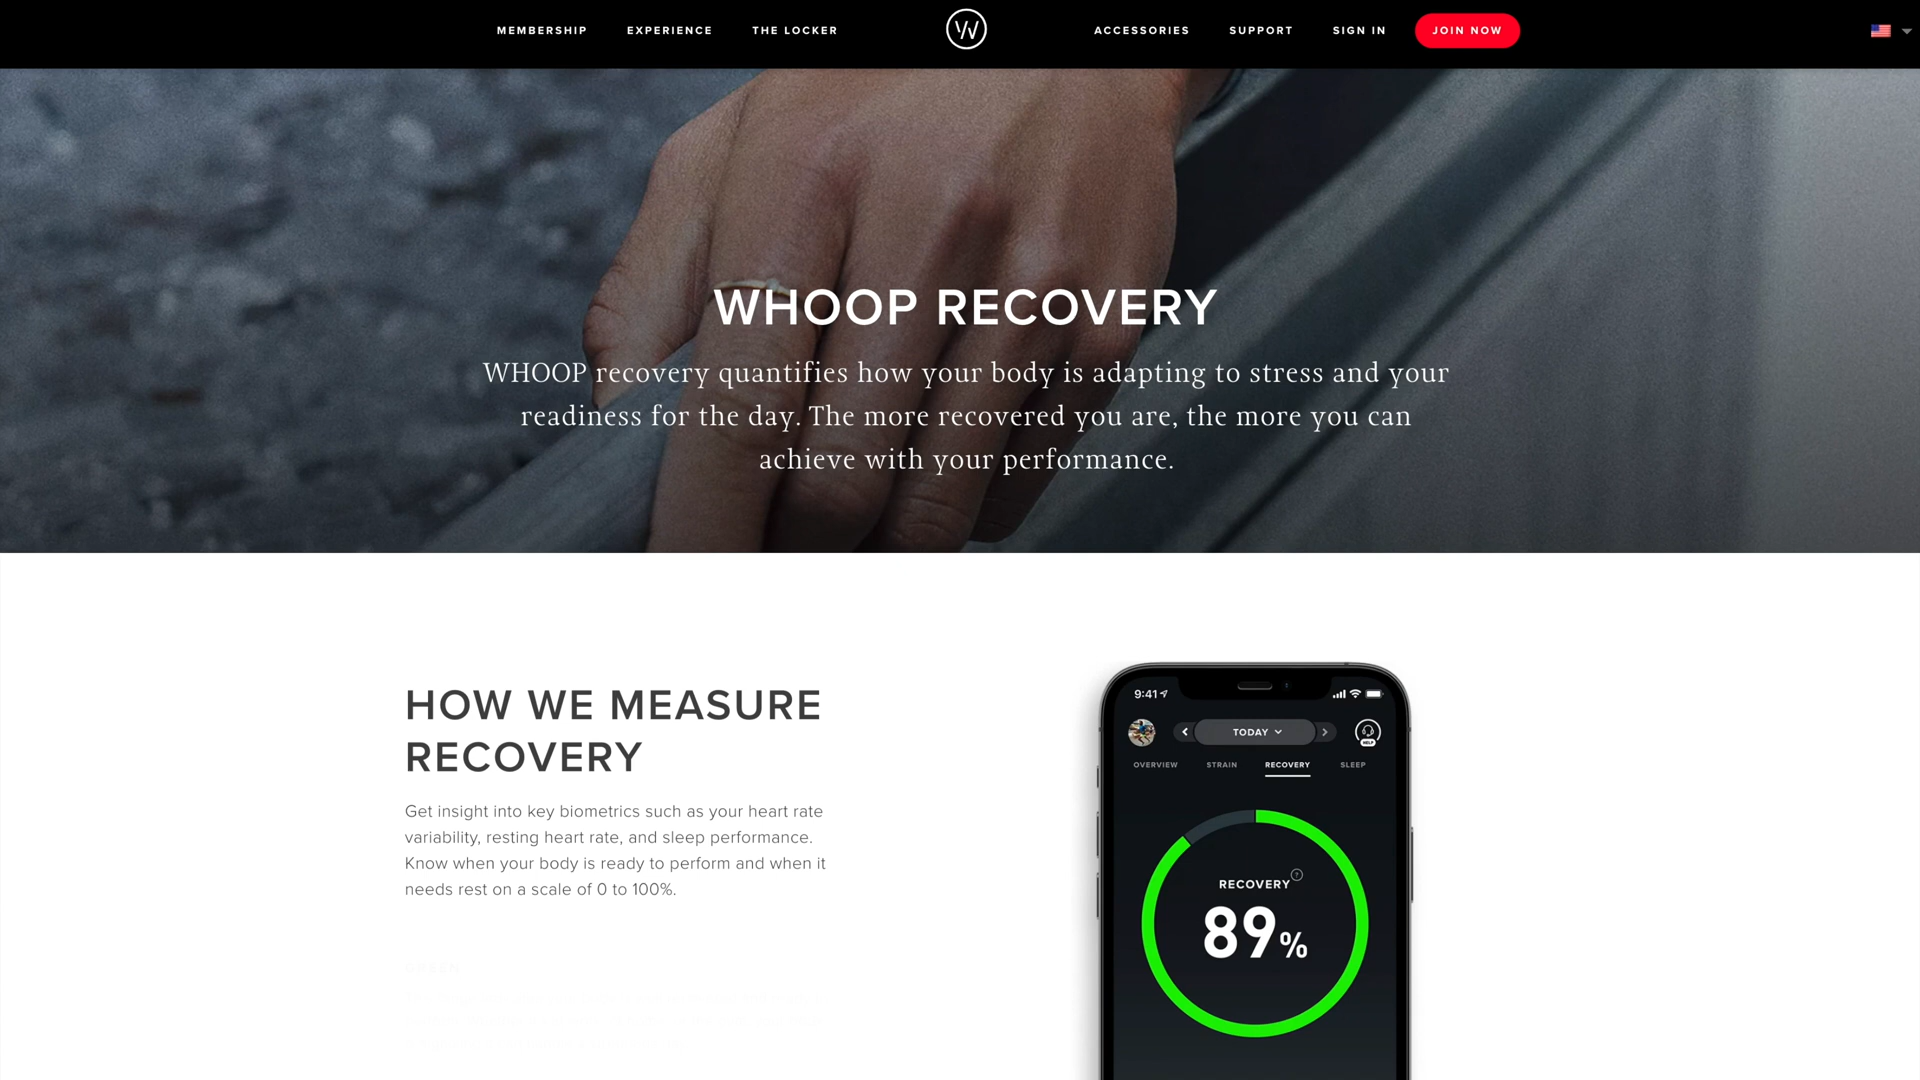 MEMBERSHIP EXPERIENCE THE LOCKER W ACCESSORIES SUPPORT SIGN IN JOIN NOW
WHOOP RECOVERY
WHOOP recovery quantifies how your body is adapting to stress and your
readiness for the day. The more recovered you are, the more you can
achieve with your performance.
HOW WE MEASURE
RECOVERY
Get insight into key biometrics such as your heart rate
variability, resting heart rate, and sleep performance.
Know when your body is ready to perform and when it
needs rest on a scale of 0 to 100%.
9:41
TODAY
HELP
OVERVIEW STRAIN RECOVERY SLEEP
RECOVERY ?
89%